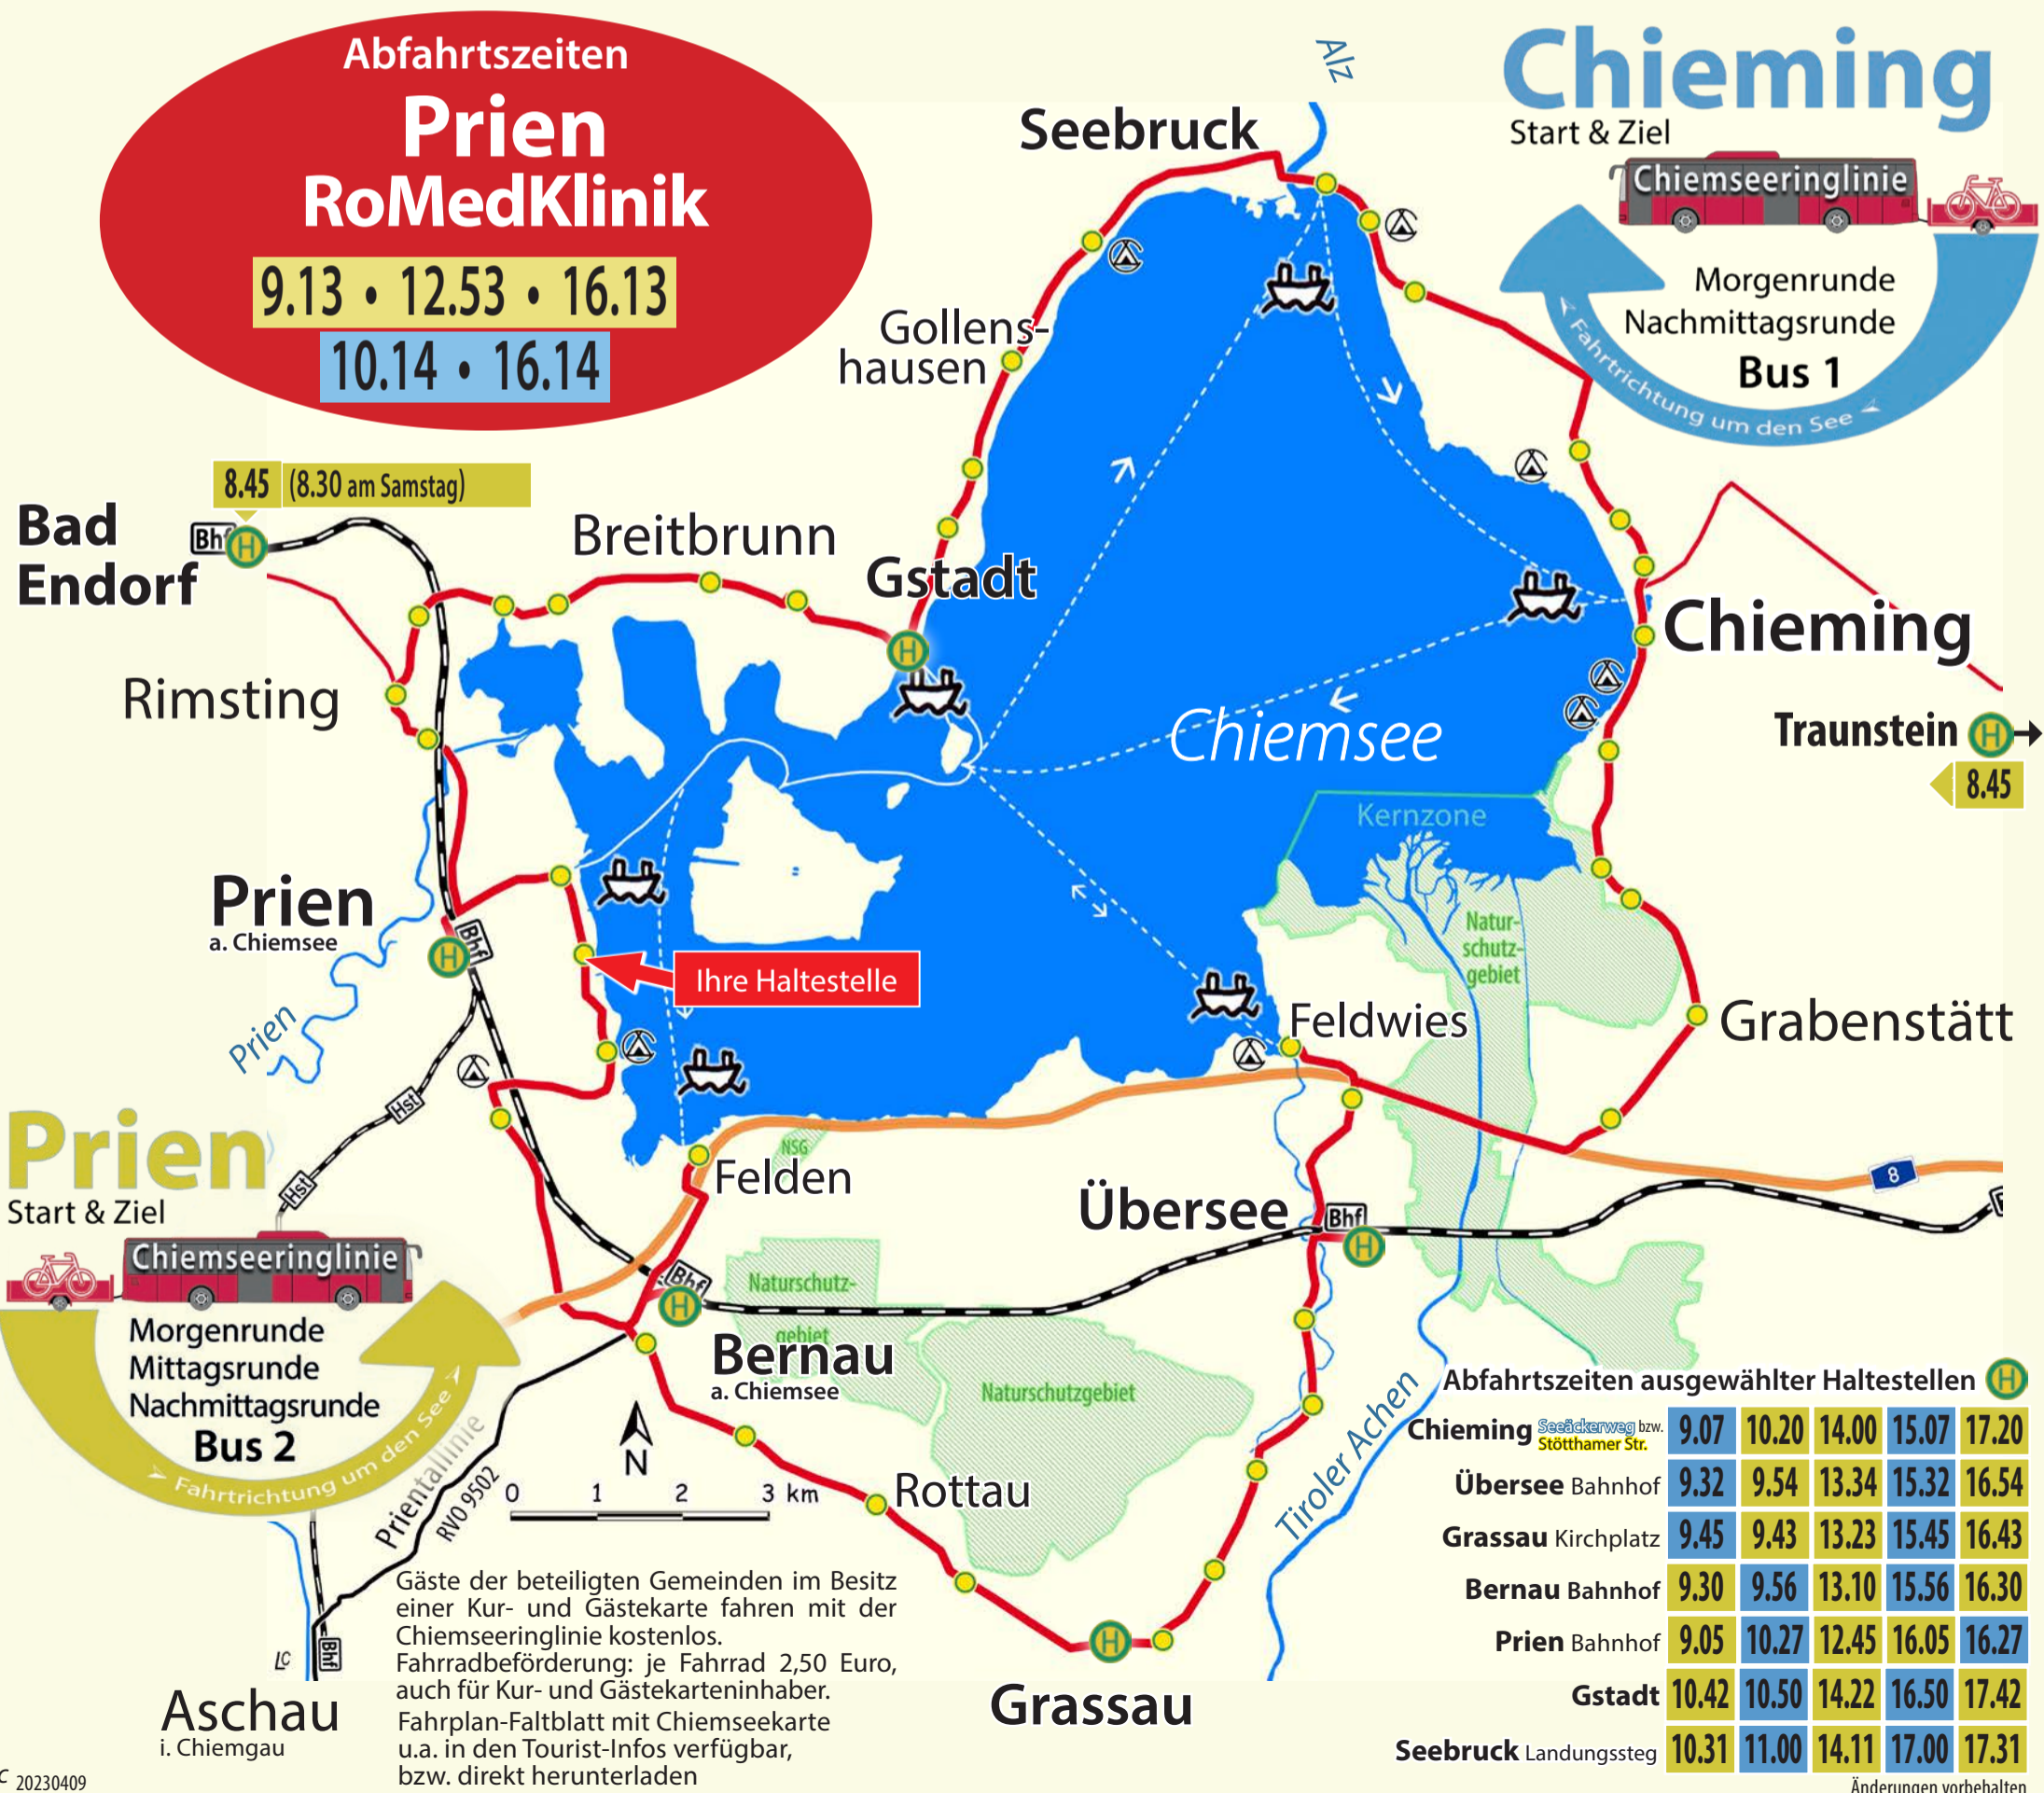 Abfahrtszeiten
Prien
RoMedKlinik
9.13 • 12.53 • 16.13
10.14 • 16.14
Alz
Chieming
Start & Ziel
Chiemseeringlinie
Morgenrunde
Nachmittagsrunde
Bus 1
Fahrtrichtung um den See
Seebruck
Gollens-
hausen
8.45 (8.30 am Samstag)
Bad
Endorf
Bhf
H
Breitbrunn
Gstadt
H
Rimsting
Chieming
Chiemsee
Traunstein H
8.45
Kernzone
Prien
a. Chiemsee
Bhf
H
Natur-
schutz-
gebiet
Ihre Haltestelle
Prien
Feldwies
Grabenstätt
Hst
Hst
NSG
Felden
8
Übersee
Bhf
H
Prien
Start & Ziel
Chiemseeringlinie
Morgenrunde
Mittagsrunde
Nachmittagsrunde
Bus 2
Fahrtrichtung um den See
Bhf
H
Naturschutz-
gebiet
Bernau
a. Chiemsee
Naturschutzgebiet
Prientallinie
RVO 9502
N
0 1 2 3 km
Rottau
Tiroler Achen
H
Grassau
Bhf
LC
Aschau
i. Chiemgau
Gäste der beteiligten Gemeinden im Besitz
einer Kur- und Gästekarte fahren mit der
Chiemseeringlinie kostenlos.
Fahrradbeförderung: je Fahrrad 2,50 Euro,
auch für Kur- und Gästekarteninhaber.
Fahrplan-Faltblatt mit Chiemseekarte
u.a. in den Tourist-Infos verfügbar,
bzw. direkt herunterladen
Abfahrtszeiten ausgewählter Haltestellen H
Chieming Seeäckerweg bzw. Stötthamer Str. 9.07 10.20 14.00 15.07 17.20
Übersee Bahnhof 9.32 9.54 13.34 15.32 16.54
Grassau Kirchplatz 9.45 9.43 13.23 15.45 16.43
Bernau Bahnhof 9.30 9.56 13.10 15.56 16.30
Prien Bahnhof 9.05 10.27 12.45 16.05 16.27
Gstadt 10.42 10.50 14.22 16.50 17.42
Seebruck Landungssteg 10.31 11.00 14.11 17.00 17.31
Änderungen vorbehalten
20230409